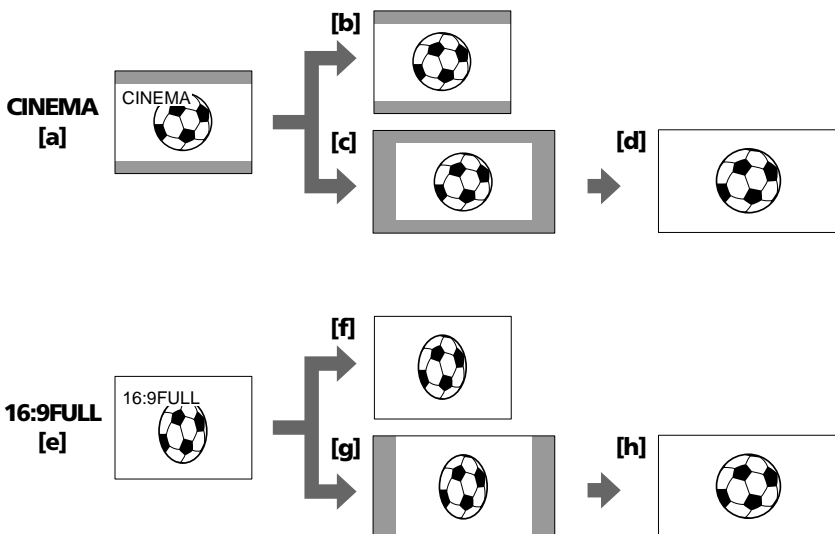 [b]
CINEMA
CINEMA
[a]
[c]
[d]
[f]
16:9FULL
16:9FULL
[e]
[g]
[h]